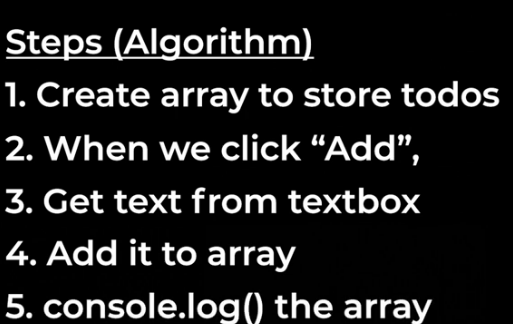 Steps (Algorithm)
1. Create array to store todos
2. When we click “Add”,
3. Get text from textbox
4. Add it to array
5. console.log() the array